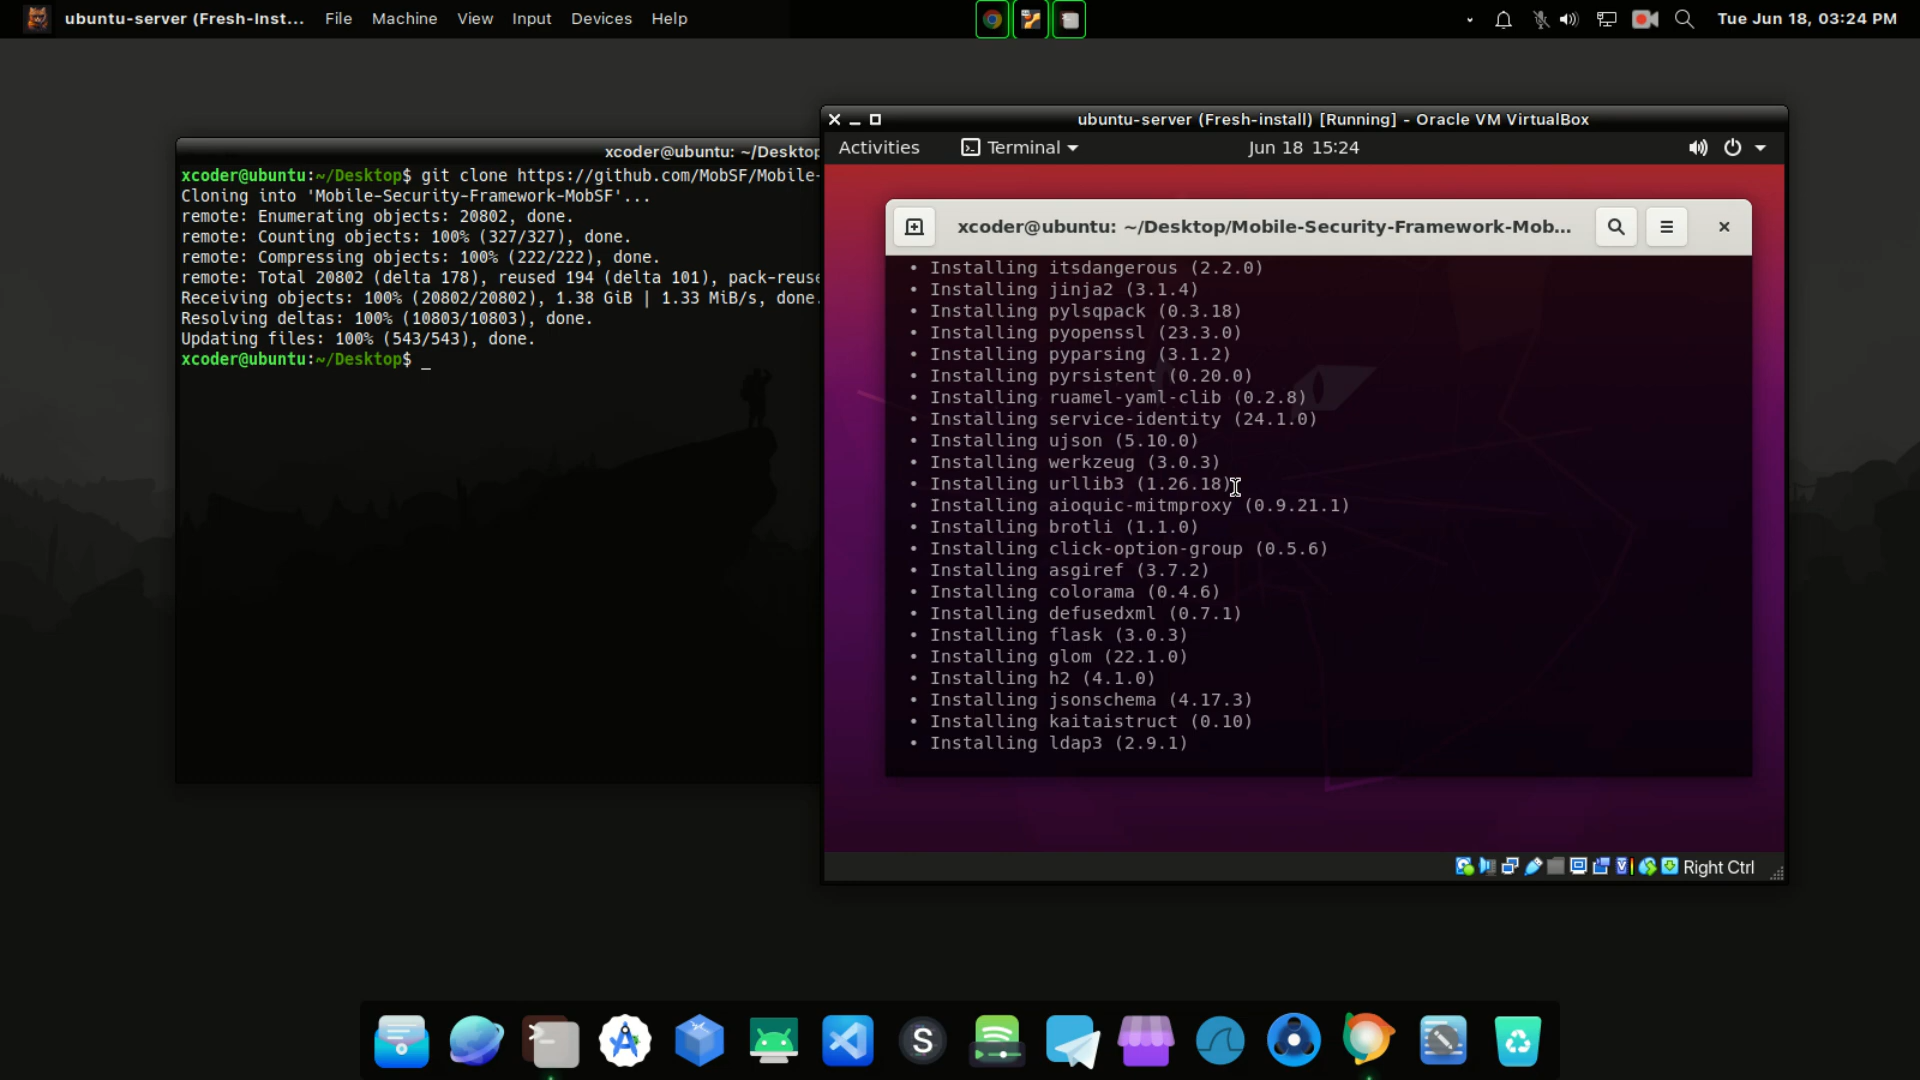 ubuntu-server (Fresh-Inst... File Machine View Input Devices Help
Tue Jun 18, 03:24 PM
xcoder@ubuntu: ~/Desktop
xcoder@ubuntu:~/Desktop$ git clone https://github.com/MobSF/Mobile-
Cloning into 'Mobile-Security-Framework-MobSF'...
remote: Enumerating objects: 20802, done.
remote: Counting objects: 100% (327/327), done.
remote: Compressing objects: 100% (222/222), done.
remote: Total 20802 (delta 178), reused 194 (delta 101), pack-reuse
Receiving objects: 100% (20802/20802), 1.38 GiB | 1.33 MiB/s, done.
Resolving deltas: 100% (10803/10803), done.
Updating files: 100% (543/543), done.
xcoder@ubuntu:~/Desktop$ _
ubuntu-server (Fresh-install) [Running] - Oracle VM VirtualBox
Activities Terminal Jun 18 15:24
xcoder@ubuntu: ~/Desktop/Mobile-Security-Framework-Mob...
• Installing itsdangerous (2.2.0)
• Installing jinja2 (3.1.4)
• Installing pylsqpack (0.3.18)
• Installing pyopenssl (23.3.0)
• Installing pyparsing (3.1.2)
• Installing pyrsistent (0.20.0)
• Installing ruamel-yaml-clib (0.2.8)
• Installing service-identity (24.1.0)
• Installing ujson (5.10.0)
• Installing werkzeug (3.0.3)
• Installing urllib3 (1.26.18)
• Installing aioquic-mitmproxy (0.9.21.1)
• Installing brotli (1.1.0)
• Installing click-option-group (0.5.6)
• Installing asgiref (3.7.2)
• Installing colorama (0.4.6)
• Installing defusedxml (0.7.1)
• Installing flask (3.0.3)
• Installing glom (22.1.0)
• Installing h2 (4.1.0)
• Installing jsonschema (4.17.3)
• Installing kaitaistruct (0.10)
• Installing ldap3 (2.9.1)
Right Ctrl
S